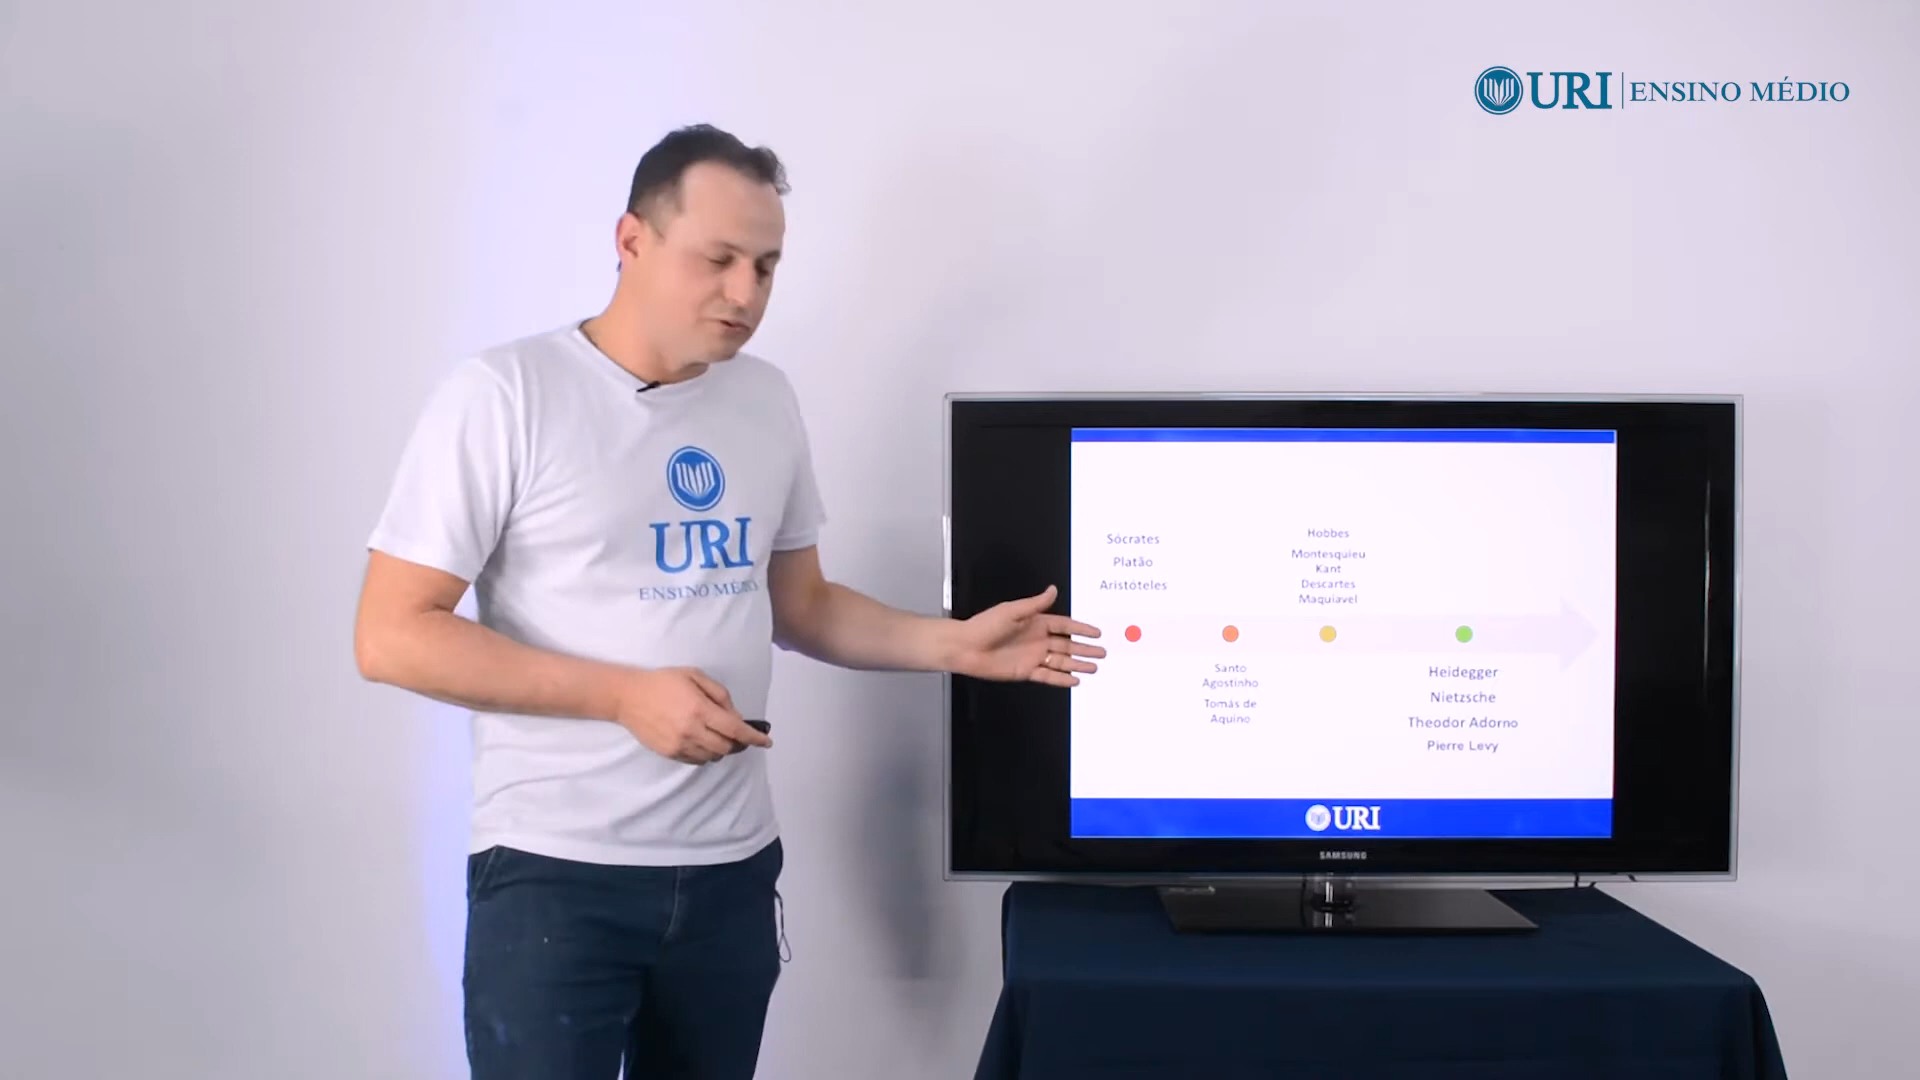 URI ENSINO MÉDIO
URI
ENSINO MÉDIO
Sócrates
Platão
Aristóteles
Hobbes
Montesquieu
Kant
Descartes
Maquiavel
Santo
Agostinho
Tomás de
Aquino
Heidegger
Nietzsche
Theodor Adorno
Pierre Levy
URI
SAMSUNG